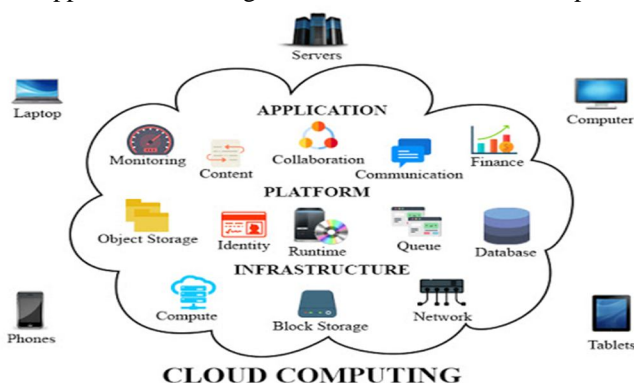 Servers
Laptop
Computer
APPLICATION
Monitoring
Content
Collaboration
Communication
Finance
PLATFORM
Object Storage
Identity
Runtime
Queue
Database
INFRASTRUCTURE
Compute
Block Storage
Network
Phones
Tablets
CLOUD COMPUTING